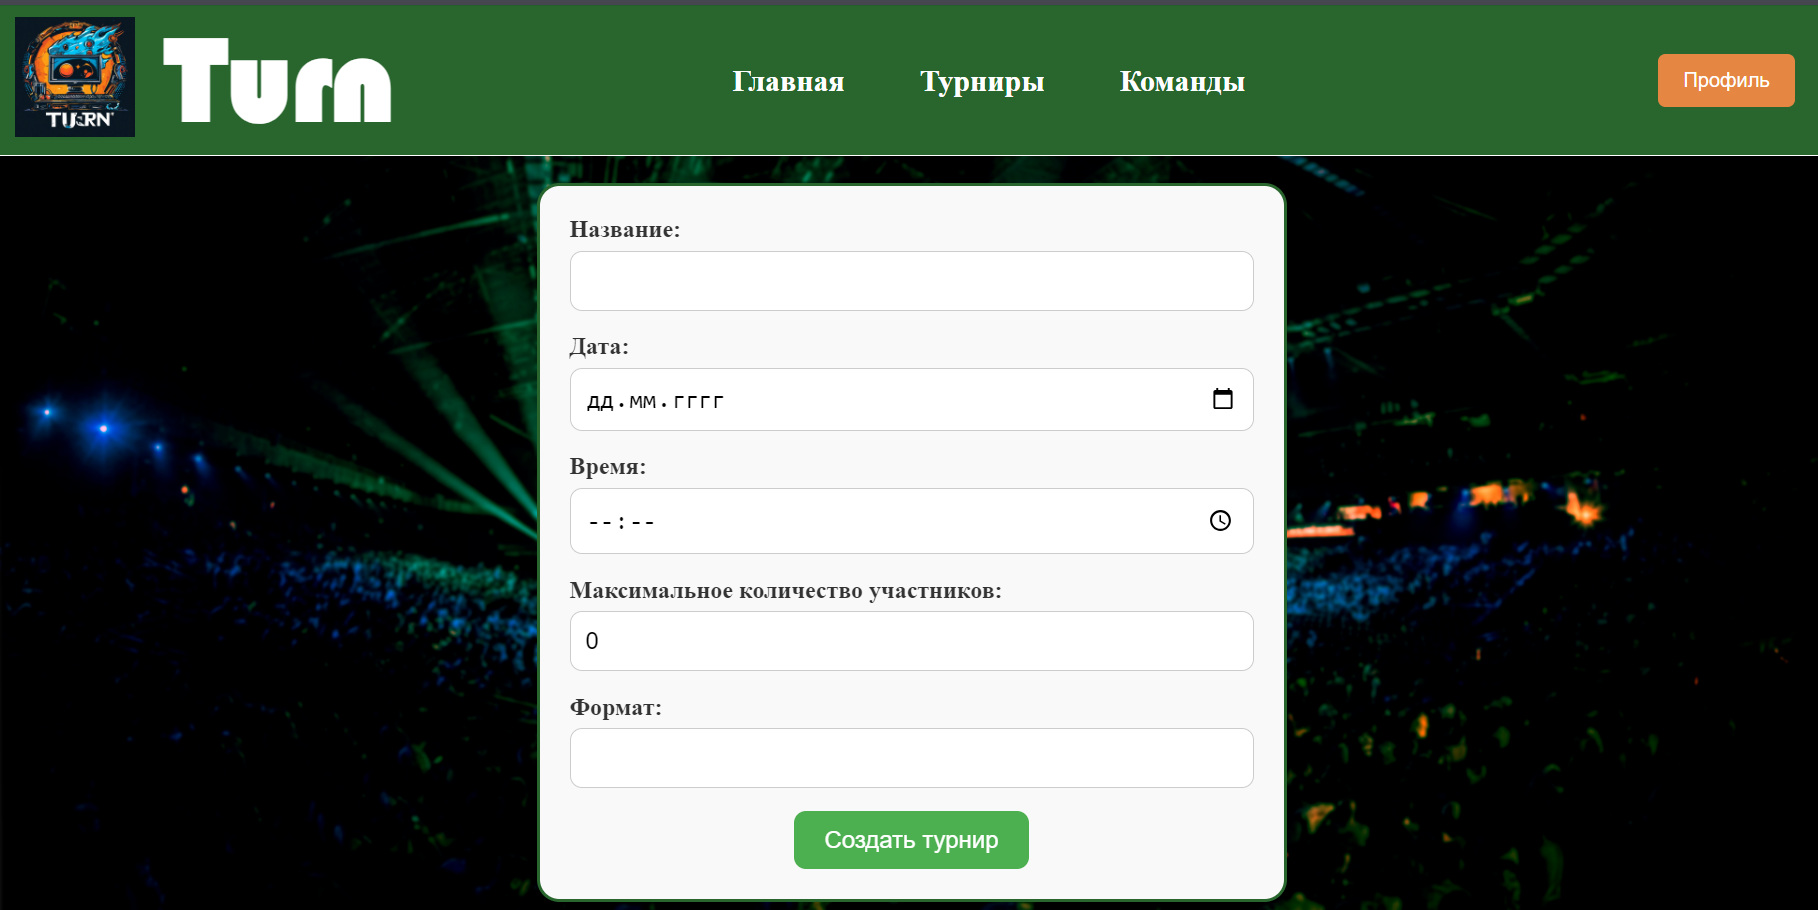 TURN
Turn
Главная
Турниры
Команды
Профиль
Название:
Дата:
дд.мм.гггг
Время:
--:--
Максимальное количество участников:
0
Формат:
Создать турнир